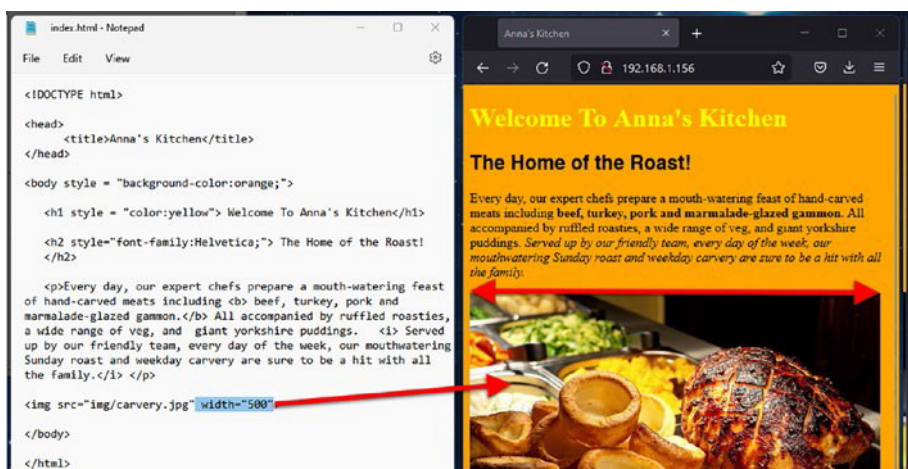 index.html - Notepad
File Edit View
<!DOCTYPE html>
<head>
<title>Anna's Kitchen</title>
</head>
<body style = "background-color:orange;">
<h1 style = "color:yellow"> Welcome To Anna's Kitchen</h1>
<h2 style="font-family:Helvetica;"> The Home of the Roast!
</h2>
<p>Every day, our expert chefs prepare a mouth-watering feast
of hand-carved meats including <b> beef, turkey, pork and
marmalade-glazed gammon.</b> All accompanied by ruffled roasties,
a wide range of veg, and  giant yorkshire puddings.   <i> Served
up by our friendly team, every day of the week, our mouthwatering
Sunday roast and weekday carvery are sure to be a hit with all
the family.</i> </p>
<img src="img/carvery.jpg" width="500"
</body>
</html>
Anna's Kitchen
192.168.1.156
Welcome To Anna's Kitchen
The Home of the Roast!
Every day, our expert chefs prepare a mouth-watering feast of hand-carved
meats including beef, turkey, pork and marmalade-glazed gammon. All
accompanied by ruffled roasties, a wide range of veg, and giant yorkshire
puddings. Served up by our friendly team, every day of the week, our
mouthwatering Sunday roast and weekday carvery are sure to be a hit with all
the family.